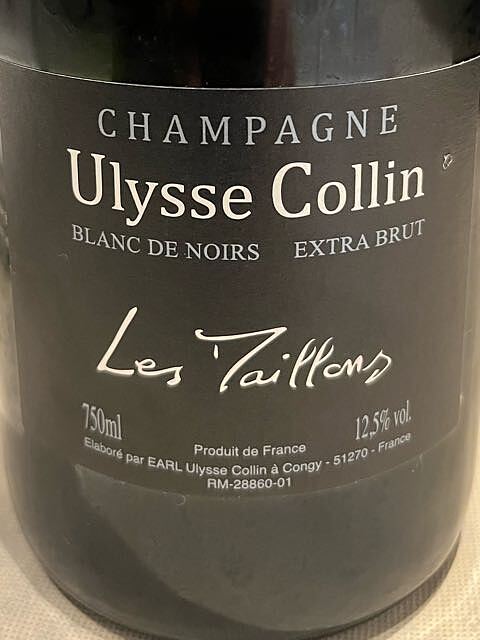 CHAMPAGNE
Ulysse Collin
BLANC DE NOIRS EXTRA BRUT
Les Maillons
750ml 12,5% vol.
Produit de France
Elaboré par EARL Ulysse Collin à Congy - 51270 - France
RM-28860-01